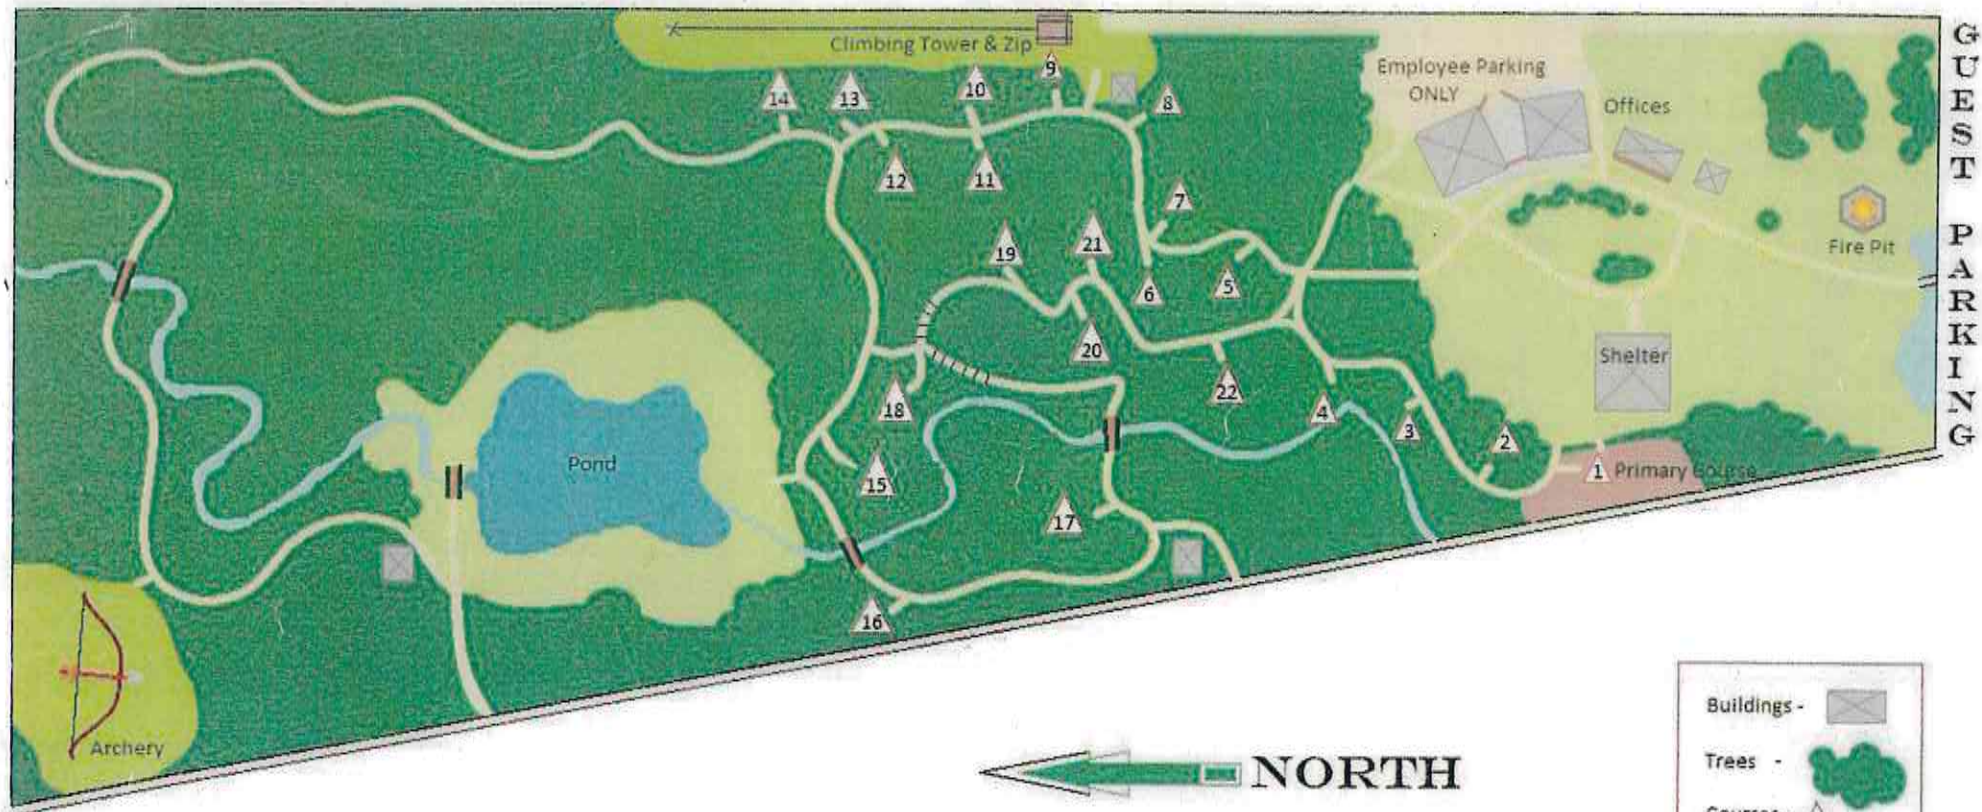 Climbing Tower & Zip
Employee Parking
ONLY
Offices
GUEST PARKING
9
14
13
10
8
12
11
7
19
21
6
5
Fire Pit
20
Shelter
22
18
4
3
2
Pond
15
1
Primary Course
17
16
Archery
NORTH
Buildings -
Trees -